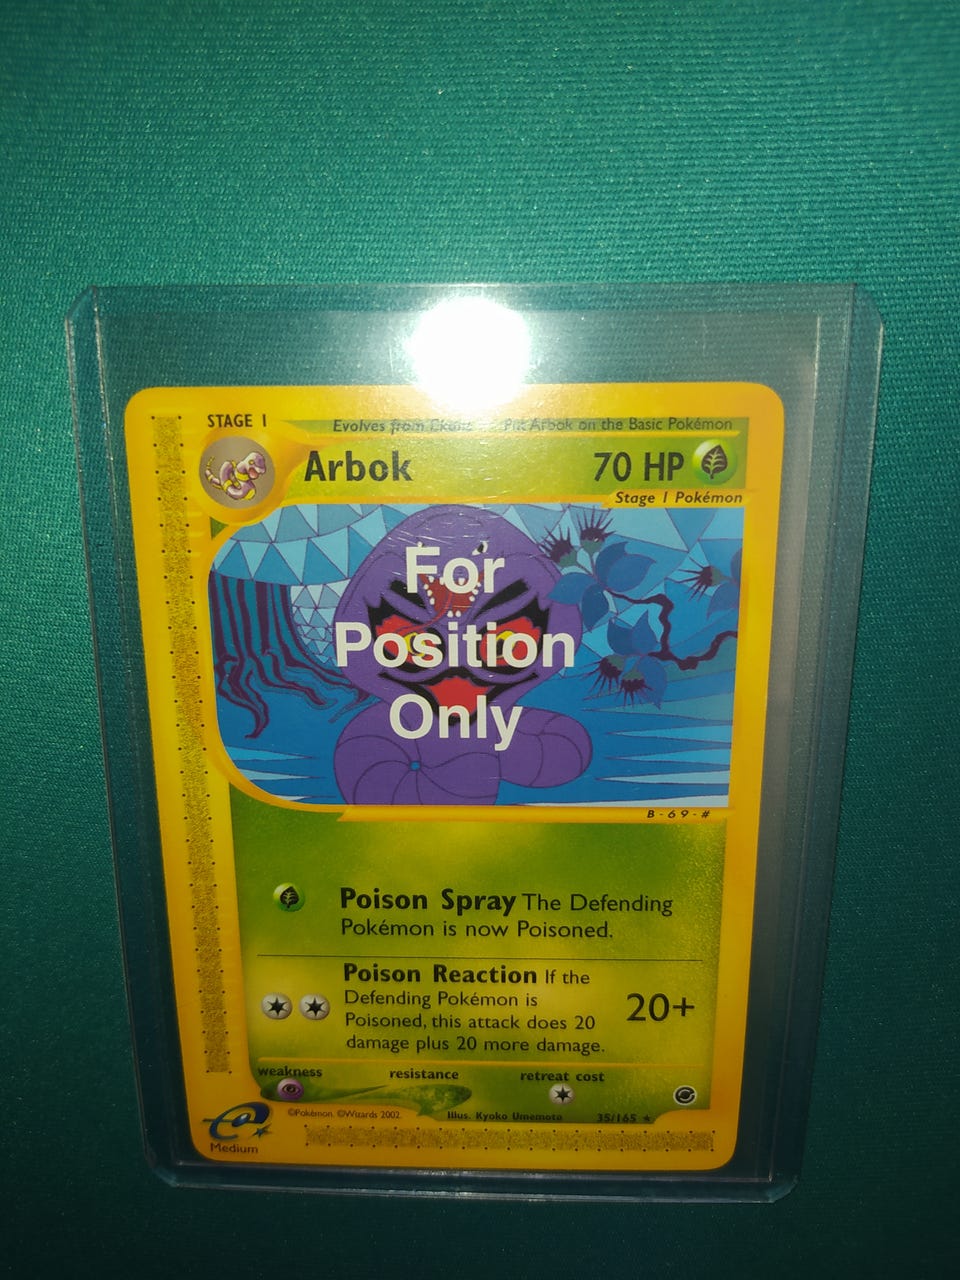 STAGE 1
Evolves from Ekans Put Arbok on the Basic Pokémon
Arbok 70 HP
Stage 1 Pokémon
For
Position
Only
B-69-#
Poison Spray The Defending
Pokémon is now Poisoned.
Poison Reaction If the
Defending Pokémon is
Poisoned, this attack does 20
damage plus 20 more damage.
20+
weakness resistance retreat cost
©Pokémon. ©Wizards 2002. Illus. Kyoko Umemoto 35/165
e
Medium